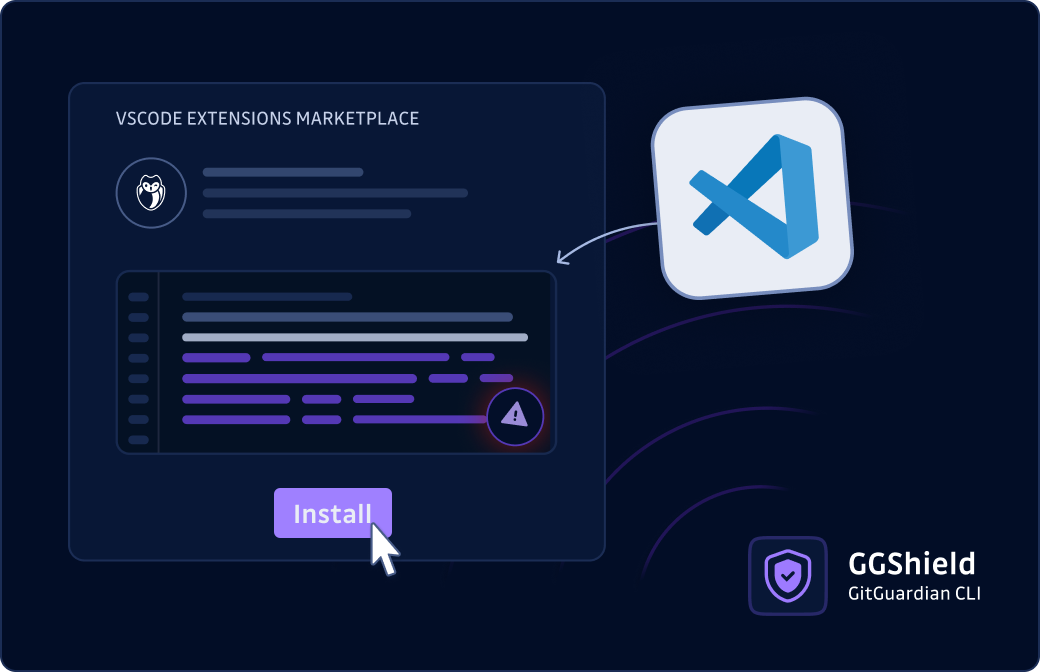 VSCODE EXTENSIONS MARKETPLACE
Install
GGShield
GitGuardian CLI